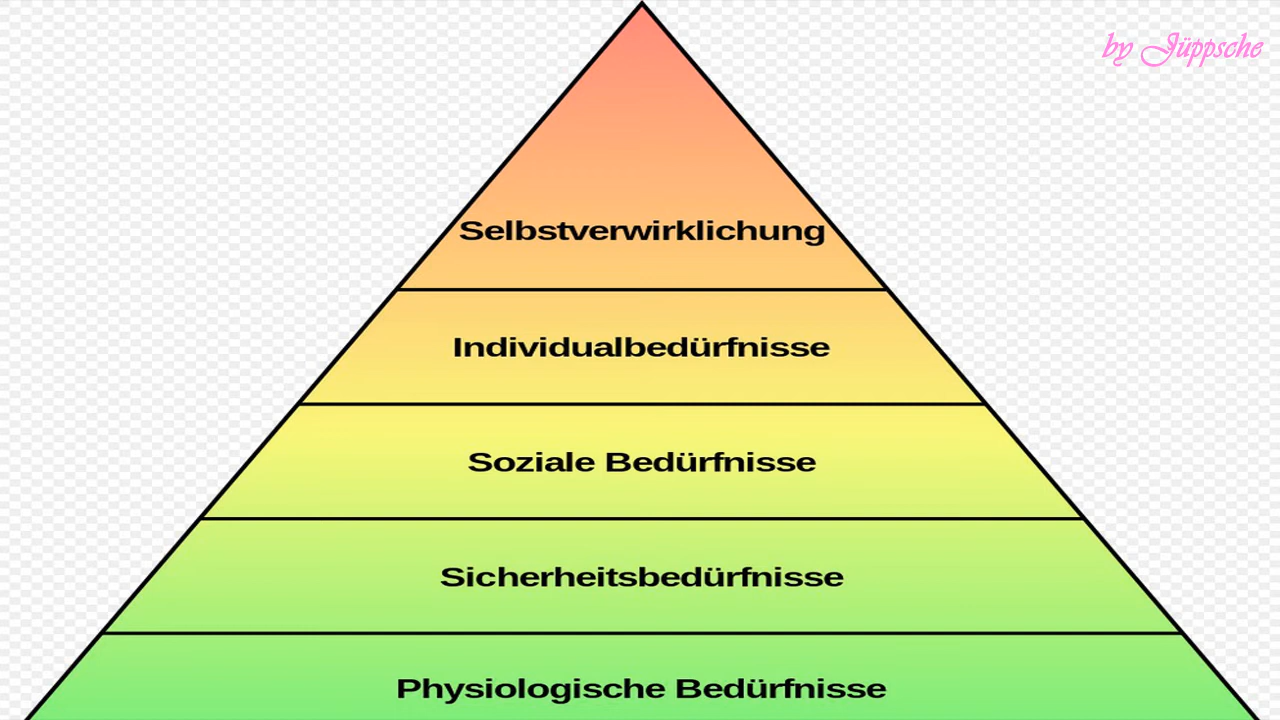 by Jüppsche
Selbstverwirklichung
Individualbedürfnisse
Soziale Bedürfnisse
Sicherheitsbedürfnisse
Physiologische Bedürfnisse